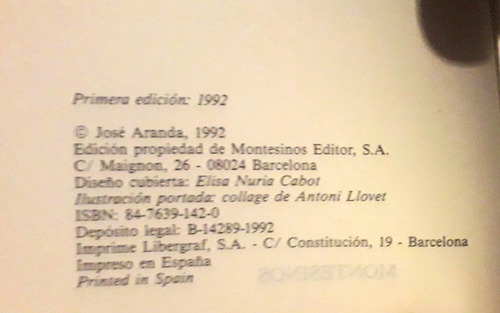 Primera edición: 1992
© José Aranda, 1992
Edición propiedad de Montesinos Editor, S.A.
C/ Maignon, 26 - 08024 Barcelona
Diseño cubierta: Elisa Nuria Cabot
Ilustración portada: collage de Antoni Llovet
ISBN: 84-7639-142-0
Depósito legal: B-14289-1992
Imprime Libergraf, S.A. - C/ Constitución, 19 - Barcelona
Impreso en España
Printed in Spain
MONTESINOS